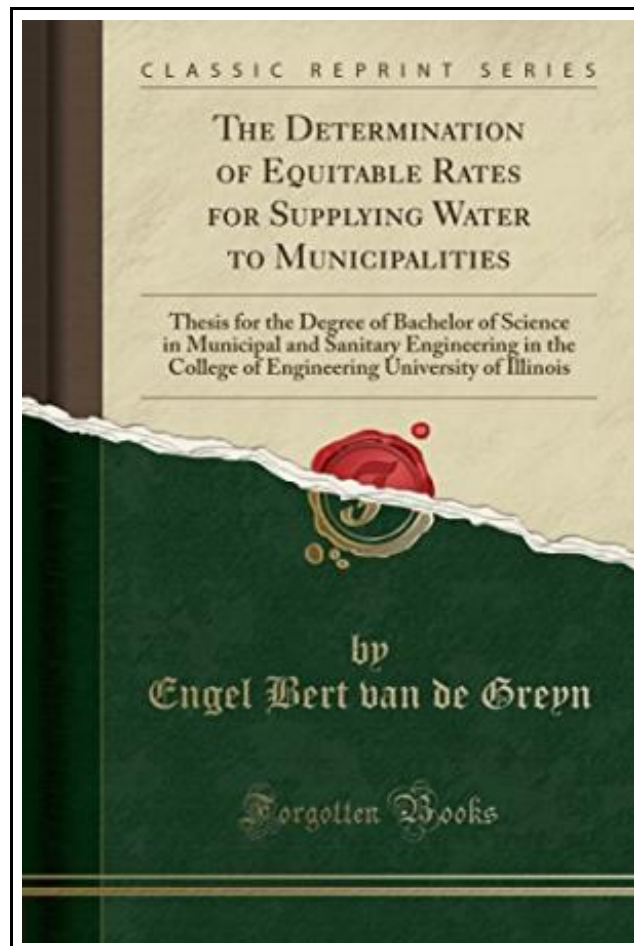 CLASSIC REPRINT SERIES
THE DETERMINATION
OF EQUITABLE RATES
FOR SUPPLYING WATER
TO MUNICIPALITIES
Thesis for the Degree of Bachelor of Science
in Municipal and Sanitary Engineering in the
College of Engineering University of Illinois
by
Engel Bert van de Greyn
Forgotten Books